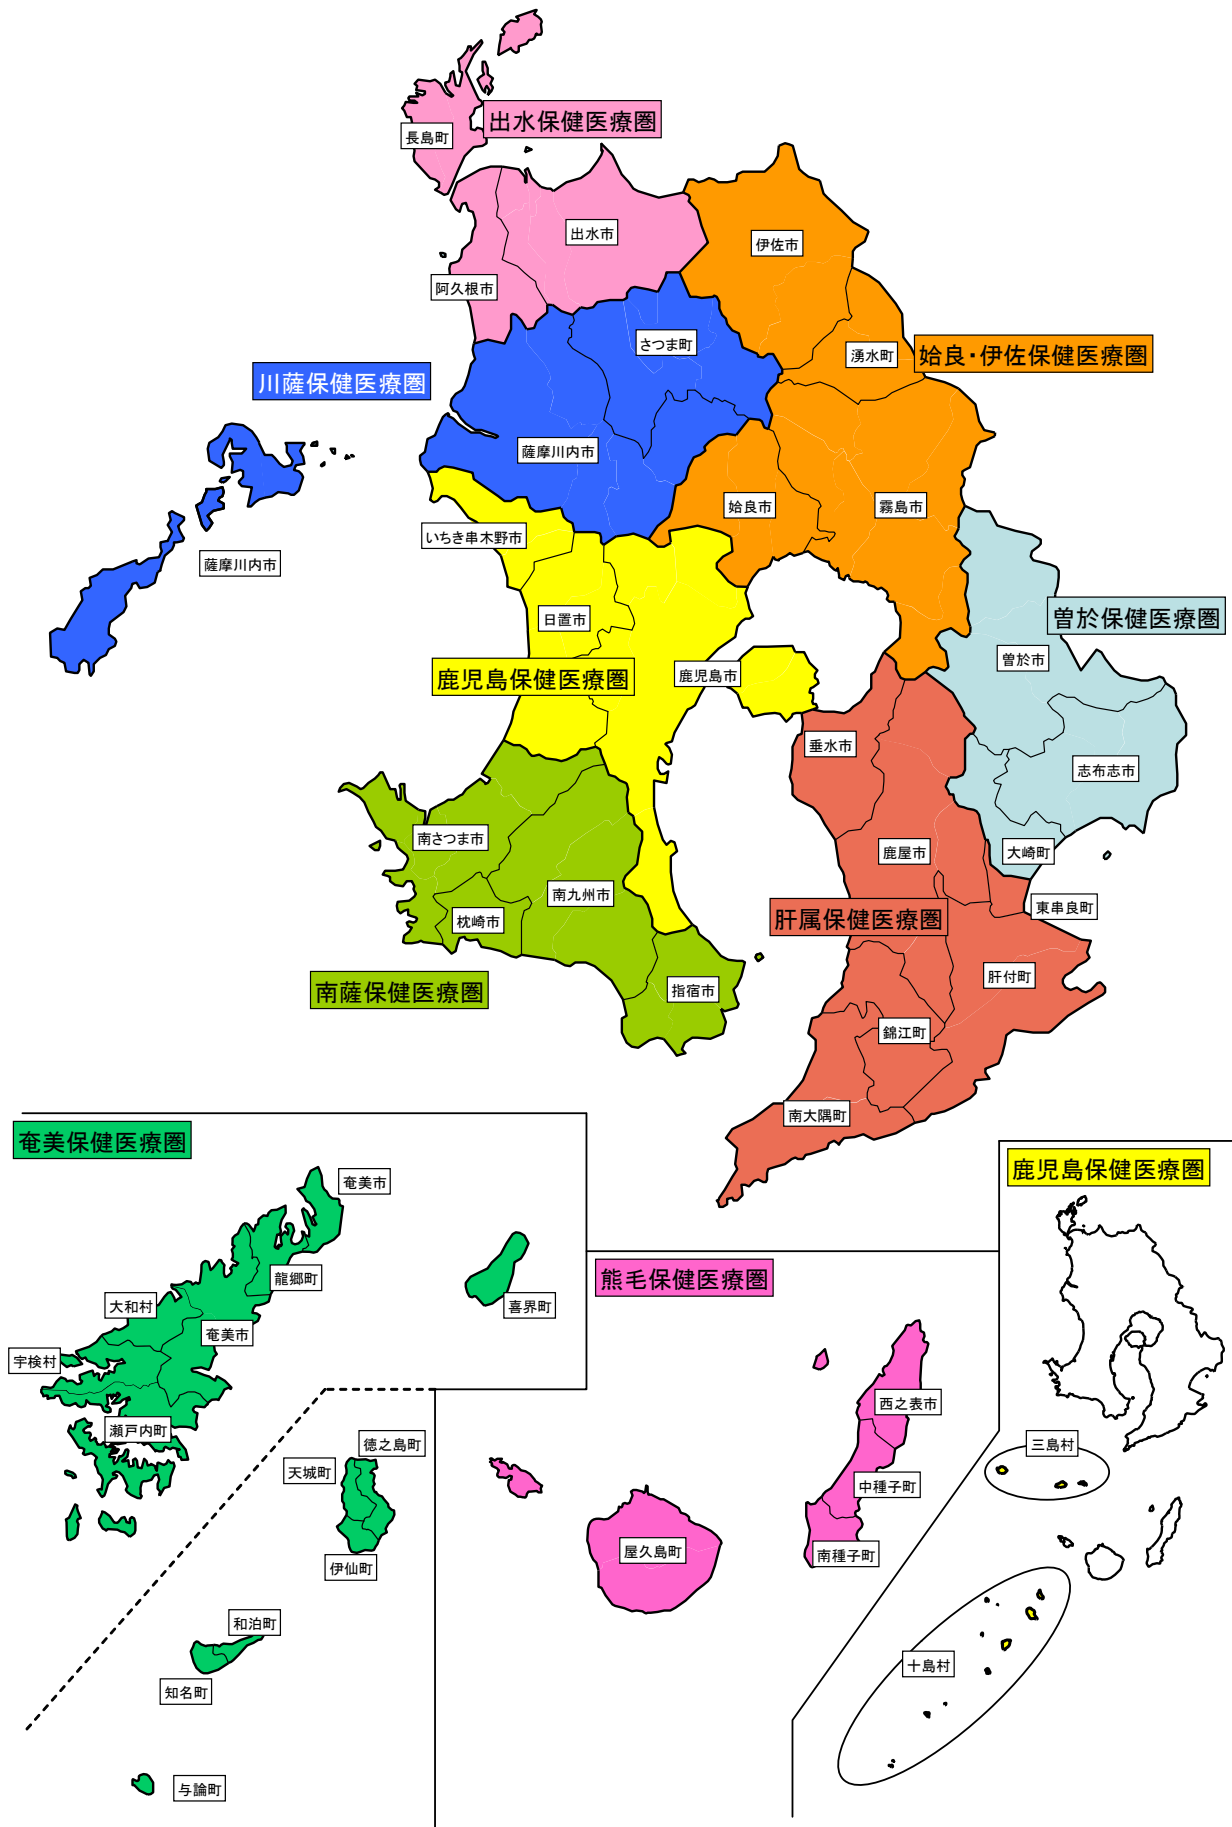 出水保健医療圏
長島町
出水市
伊佐市
阿久根市
さつま町
湧水町
姶良・伊佐保健医療圏
川薩保健医療圏
薩摩川内市
姶良市
霧島市
いちき串木野市
薩摩川内市
曽於保健医療圏
日置市
曽於市
鹿児島保健医療圏
鹿児島市
垂水市
志布志市
南さつま市
鹿屋市
大崎町
南九州市
東串良町
枕崎市
肝属保健医療圏
南薩保健医療圏
指宿市
肝付町
錦江町
南大隅町
奄美保健医療圏
鹿児島保健医療圏
奄美市
龍郷町
熊毛保健医療圏
大和村
喜界町
奄美市
宇検村
西之表市
瀬戸内町
徳之島町
三島村
天城町
中種子町
屋久島町
南種子町
伊仙町
和泊町
十島村
知名町
与論町